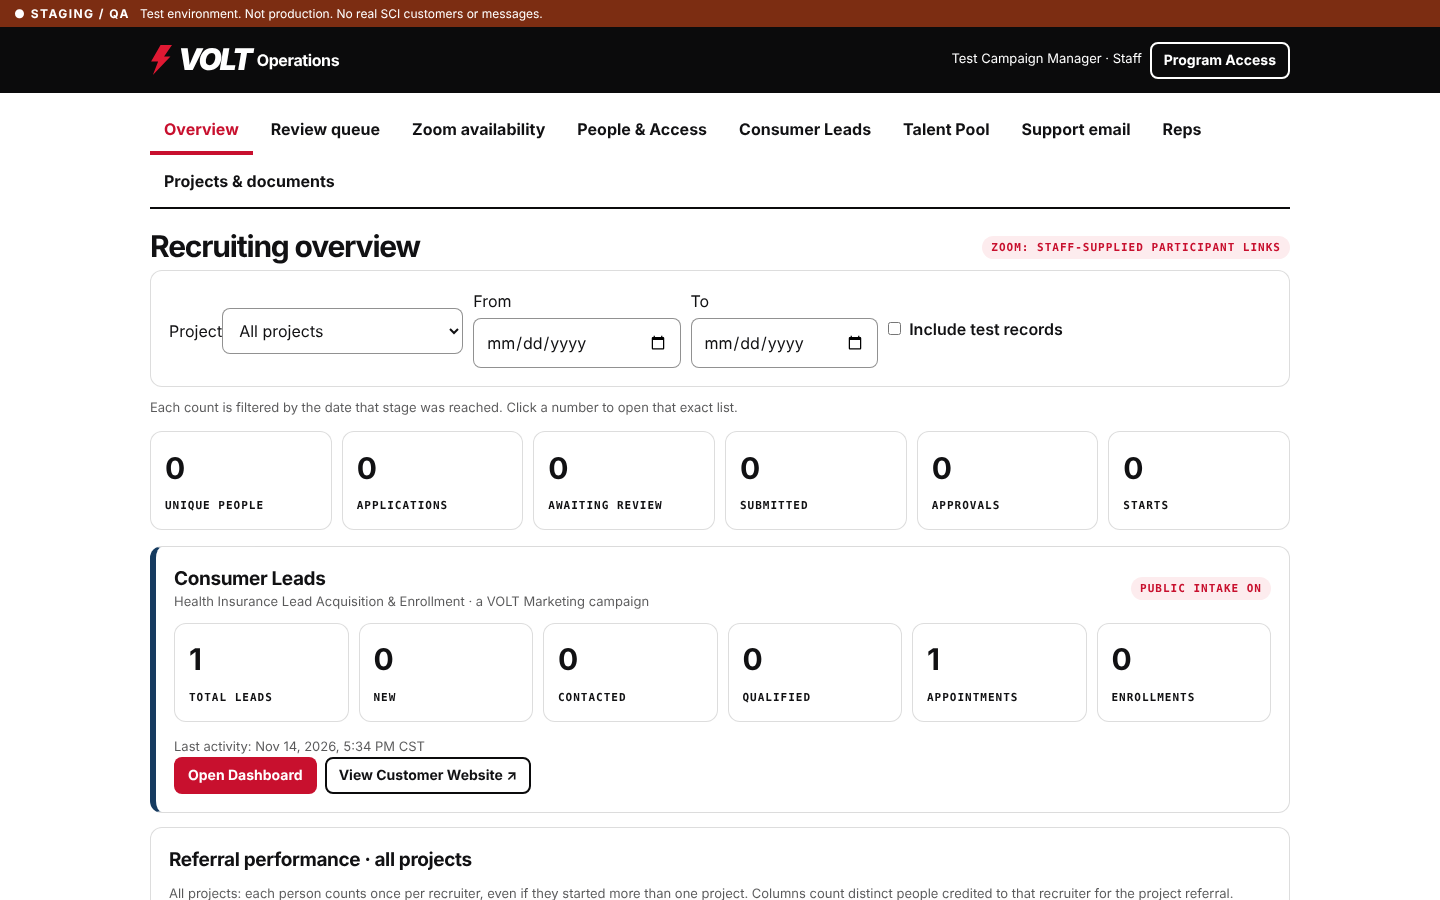 STAGING / QA Test environment. Not production. No real SCI customers or messages.
VOLT Operations
Test Campaign Manager · Staff
Program Access
Overview
Review queue
Zoom availability
People & Access
Consumer Leads
Talent Pool
Support email
Reps
Projects & documents
Recruiting overview
ZOOM: STAFF-SUPPLIED PARTICIPANT LINKS
Project
All projects
From
mm/dd/yyyy
To
mm/dd/yyyy
Include test records
Each count is filtered by the date that stage was reached. Click a number to open that exact list.
0
UNIQUE PEOPLE
0
APPLICATIONS
0
AWAITING REVIEW
0
SUBMITTED
0
APPROVALS
0
STARTS
Consumer Leads
Health Insurance Lead Acquisition & Enrollment · a VOLT Marketing campaign
PUBLIC INTAKE ON
1
TOTAL LEADS
0
NEW
0
CONTACTED
0
QUALIFIED
1
APPOINTMENTS
0
ENROLLMENTS
Last activity: Nov 14, 2026, 5:34 PM CST
Open Dashboard
View Customer Website ↗
Referral performance · all projects
All projects: each person counts once per recruiter, even if they started more than one project. Columns count distinct people credited to that recruiter for the project referral.